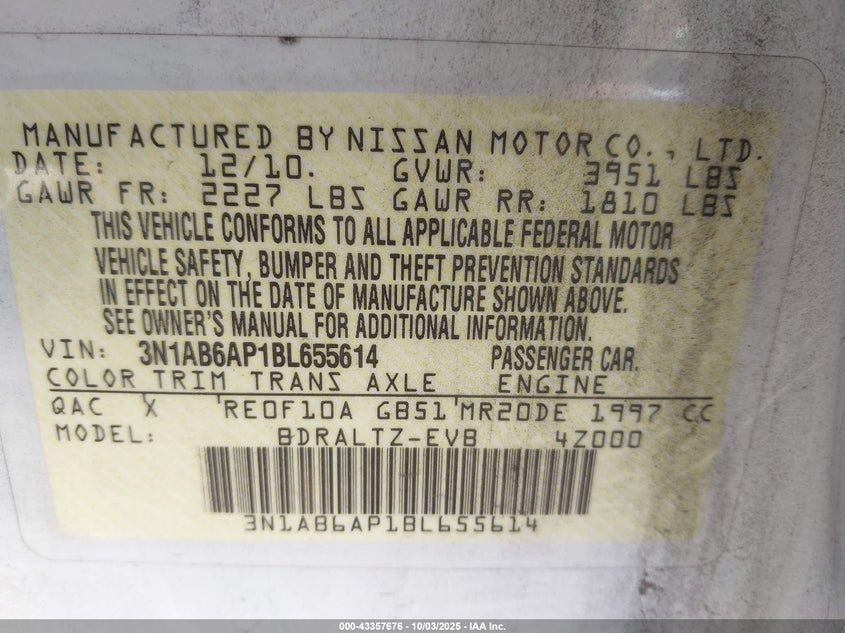 MANUFACTURED BY NISSAN MOTOR CO., LTD.
DATE: 12/10. GVWR: 3951 LBS
GAWR FR: 2227 LBS GAWR RR: 1810 LBS
THIS VEHICLE CONFORMS TO ALL APPLICABLE FEDERAL MOTOR
VEHICLE SAFETY, BUMPER AND THEFT PREVENTION STANDARDS
IN EFFECT ON THE DATE OF MANUFACTURE SHOWN ABOVE.
SEE OWNER'S MANUAL FOR ADDITIONAL INFORMATION.
VIN: 3N1AB6AP1BL655614 PASSENGER CAR.
COLOR TRIM TRANS AXLE ENGINE
QAC X RE0F10A GB51 MR20DE 1997 CC
MODEL: BDRALTZ-EVB 4Z000
3N1AB6AP1BL655614
000-43357676 | 10/03/2025 - IAA Inc.